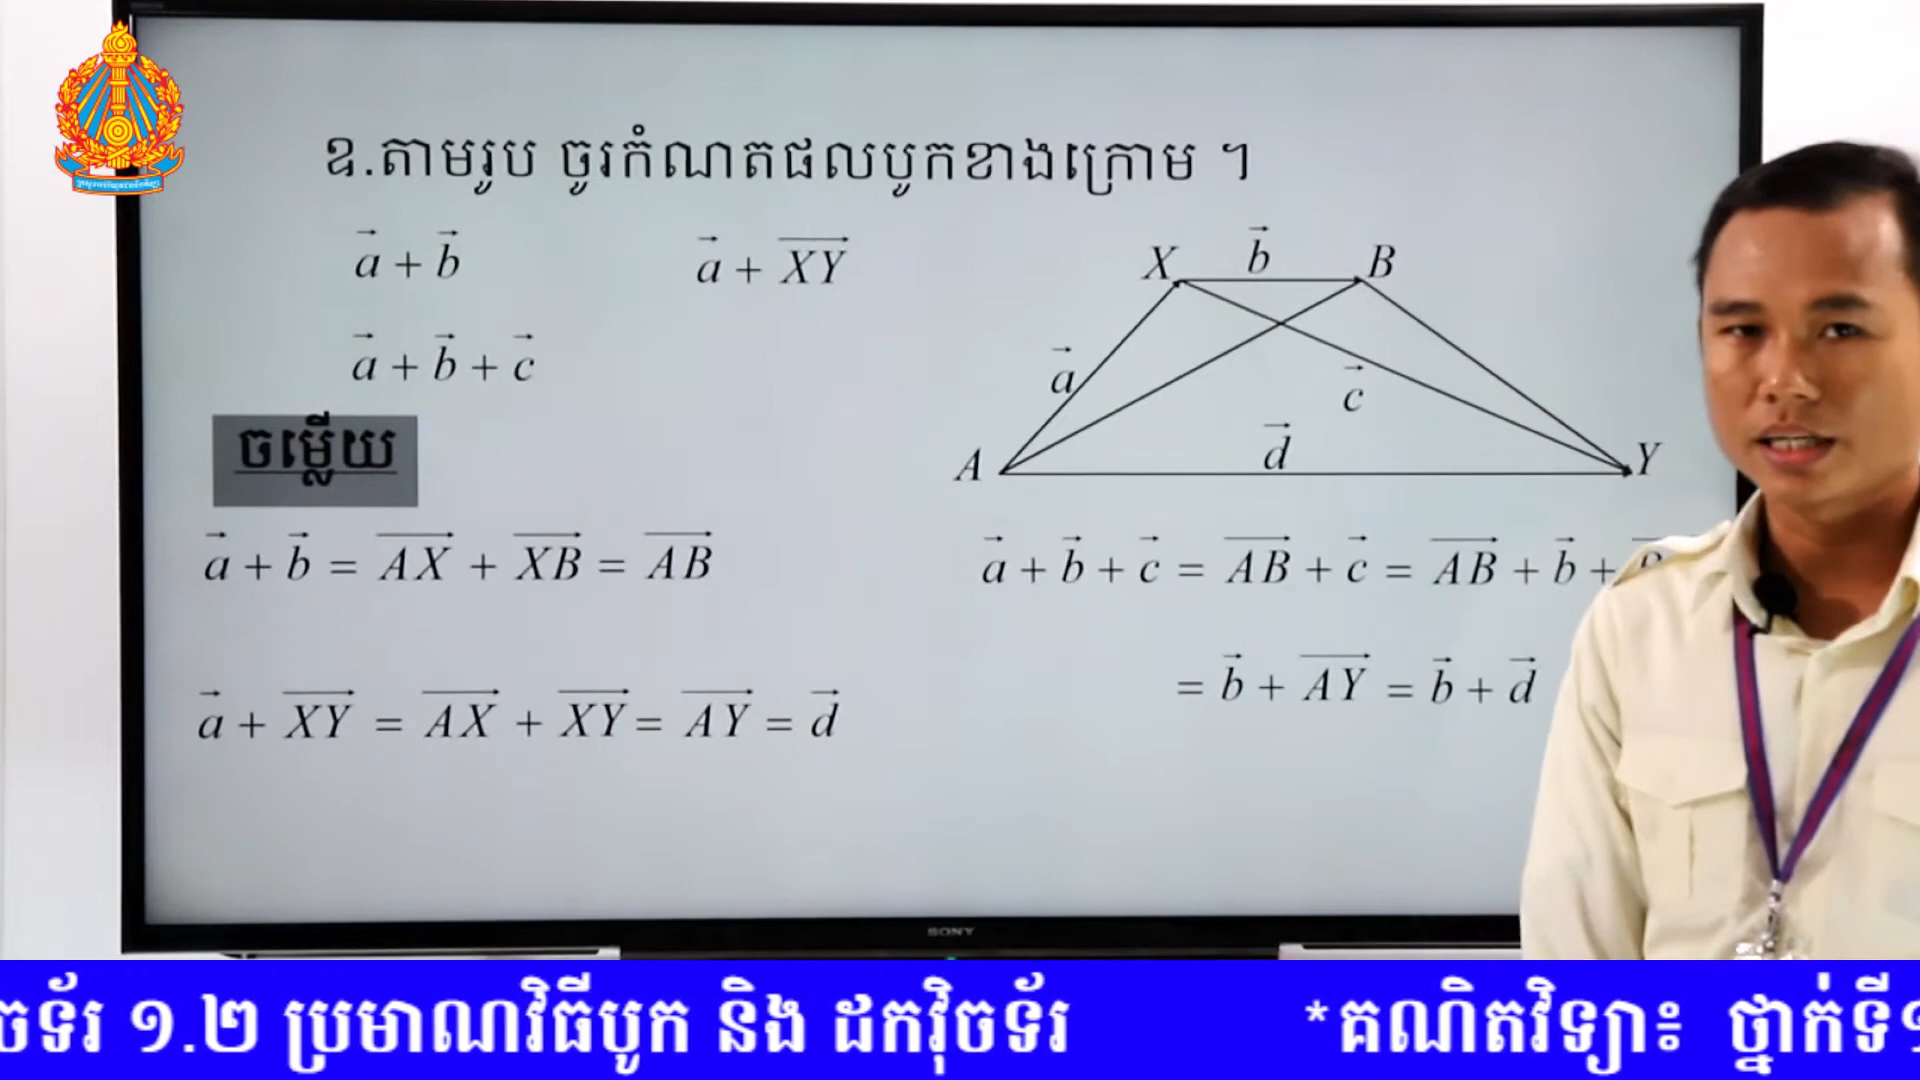 ឧ.តាមរូប ចូរកំណត់ផលបូកខាងក្រោម ។
a⃗ + b⃗
a⃗ + XY⃗
a⃗ + b⃗ + c⃗
X b⃗ B
a⃗
c⃗
A d⃗ Y
ចម្លើយ
a⃗ + b⃗ = AX⃗ + XB⃗ = AB⃗
a⃗ + b⃗ + c⃗ = AB⃗ + c⃗ = AB⃗ + b⃗ +
= b⃗ + AY⃗ = b⃗ + d⃗
a⃗ + XY⃗ = AX⃗ + XY⃗ = AY⃗ = d⃗
SONY
ចទ័រ ១.២ ប្រមាណវិធីបូក និង ដកវ៉ិចទ័រ *គណិតវិទ្យា៖ ថ្នាក់ទី